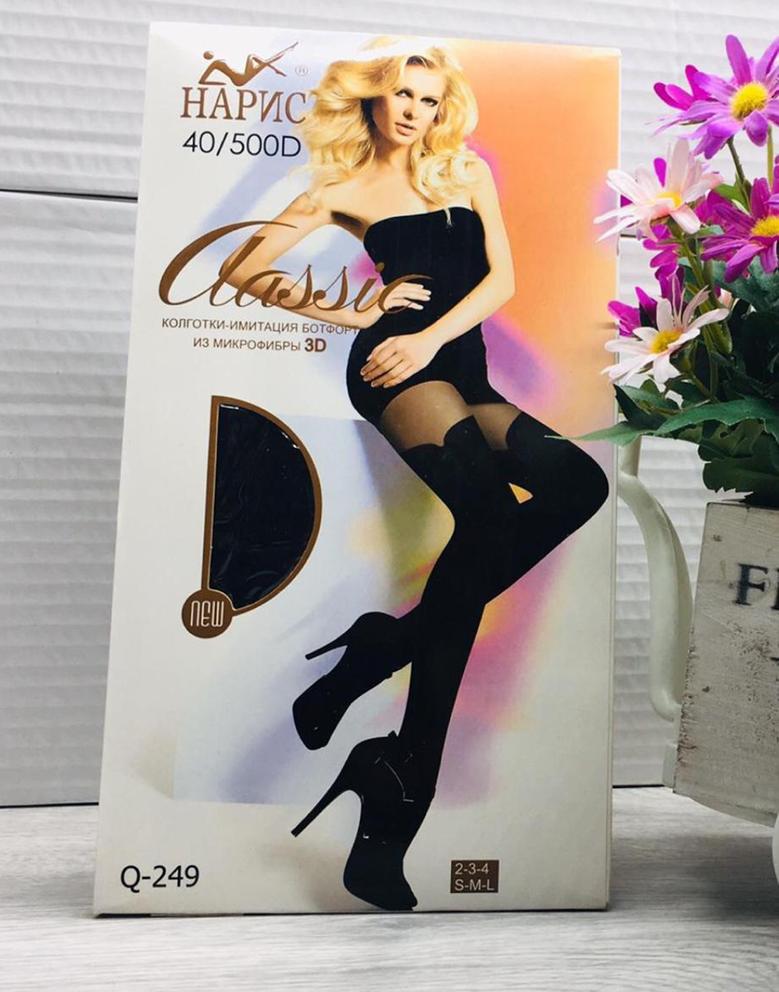 НАРИС
®
40/500D
Classic
КОЛГОТКИ-ИМИТАЦИЯ БОТФОРТ
ИЗ МИКРОФИБРЫ 3D
NEW
Q-249
2-3-4
S-M-L